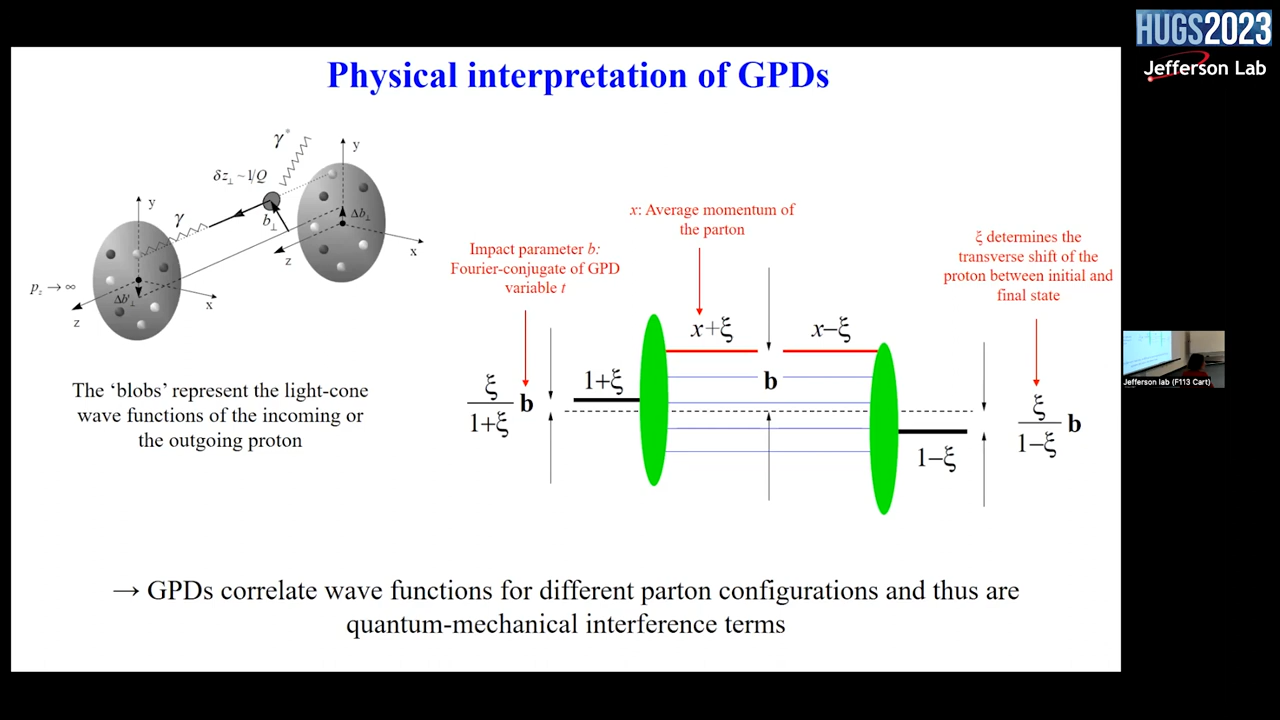 HUGS2023
Jefferson Lab
Physical interpretation of GPDs
γ*
y
δz⊥ ~ 1/Q
b⊥
Δb⊥
z
x
y
γ
p_z → ∞
Δb'⊥
z
x
The 'blobs' represent the light-cone
wave functions of the incoming or
the outgoing proton
Impact parameter b:
Fourier-conjugate of GPD
variable t
x: Average momentum of
the parton
ξ determines the
transverse shift of the
proton between initial and
final state
x+ξ
x−ξ
ξ/1+ξ b
1+ξ
b
1−ξ
ξ/1−ξ b
→ GPDs correlate wave functions for different parton configurations and thus are
quantum-mechanical interference terms
Jefferson lab (F113 Cart)